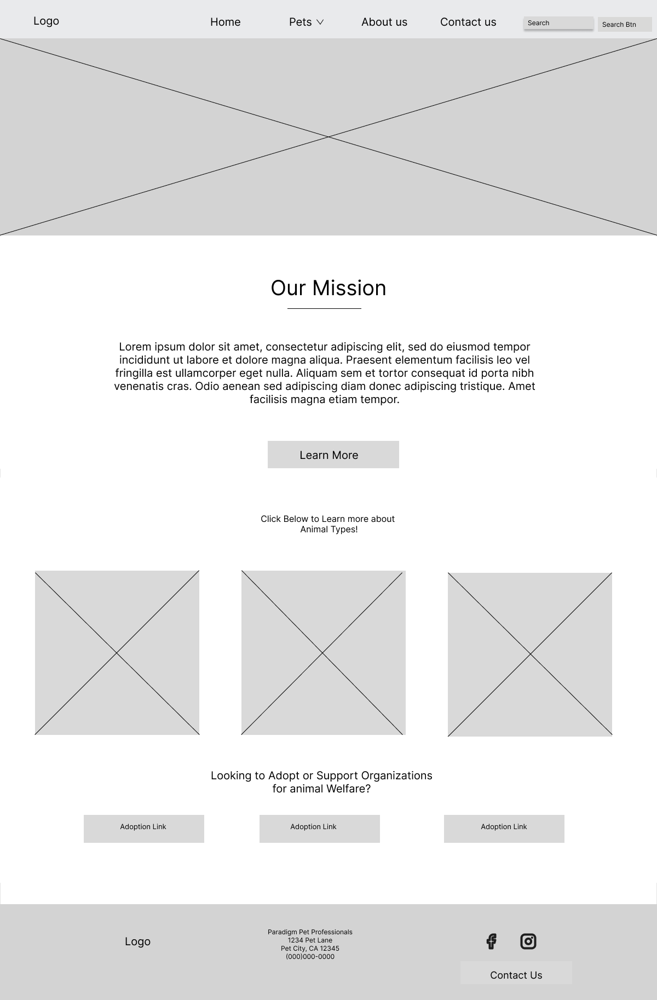 Logo
Home
Pets
About us
Contact us
Search
Search Btn
Our Mission
Lorem ipsum dolor sit amet, consectetur adipiscing elit, sed do eiusmod tempor
incididunt ut labore et dolore magna aliqua. Praesent elementum facilisis leo vel
fringilla est ullamcorper eget nulla. Aliquam sem et tortor consequat id porta nibh
venenatis cras. Odio aenean sed adipiscing diam donec adipiscing tristique. Amet
facilisis magna etiam tempor.
Learn More
Click Below to Learn more about
Animal Types!
Looking to Adopt or Support Organizations
for animal Welfare?
Adoption Link
Adoption Link
Adoption Link
Logo
Paradigm Pet Professionals
1234 Pet Lane
Pet City, CA 12345
(000)000-0000
Contact Us